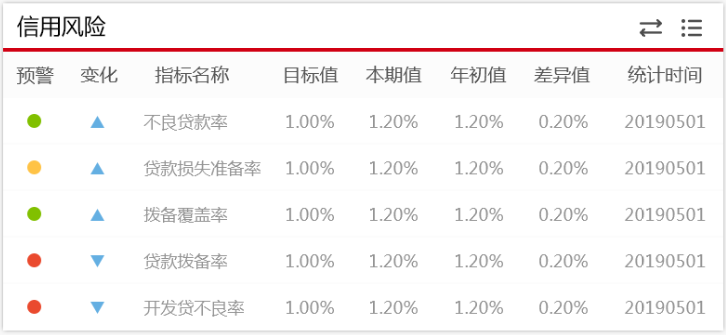 信用风险
预警 变化 指标名称 目标值 本期值 年初值 差异值 统计时间
不良贷款率 1.00% 1.20% 1.20% 0.20% 20190501
贷款损失准备率 1.00% 1.20% 1.20% 0.20% 20190501
拨备覆盖率 1.00% 1.20% 1.20% 0.20% 20190501
贷款拨备率 1.00% 1.20% 1.20% 0.20% 20190501
开发贷不良率 1.00% 1.20% 1.20% 0.20% 20190501